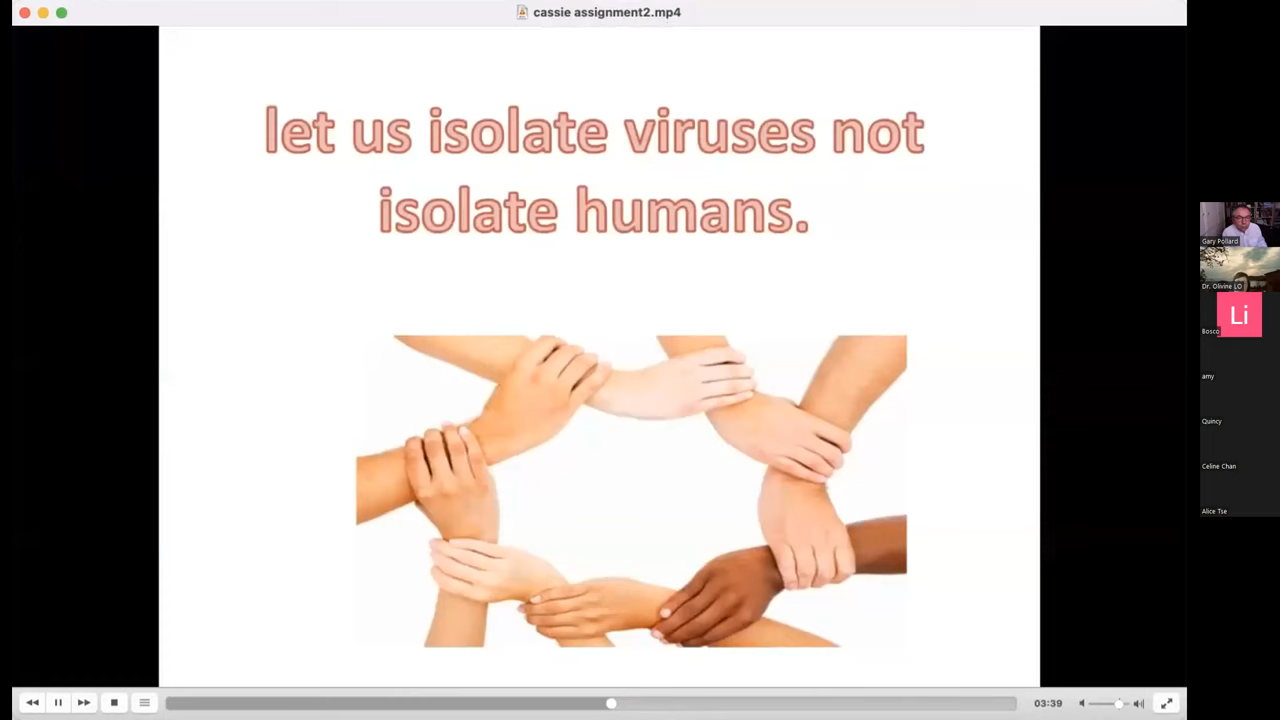 cassie assignment2.mp4
let us isolate viruses not
isolate humans.
Gary Pollard
Dr. Olivine LO
Li
Bosco
amy
Quincy
Celine Chan
Alice Tse
03:39